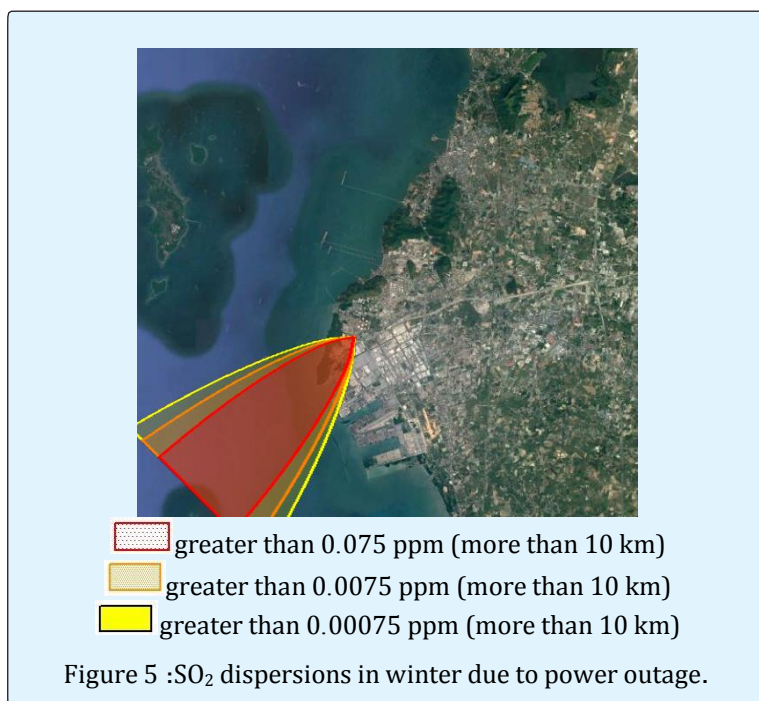 greater than 0.075 ppm (more than 10 km)
greater than 0.0075 ppm (more than 10 km)
greater than 0.00075 ppm (more than 10 km)
Figure 5 :SO₂ dispersions in winter due to power outage.